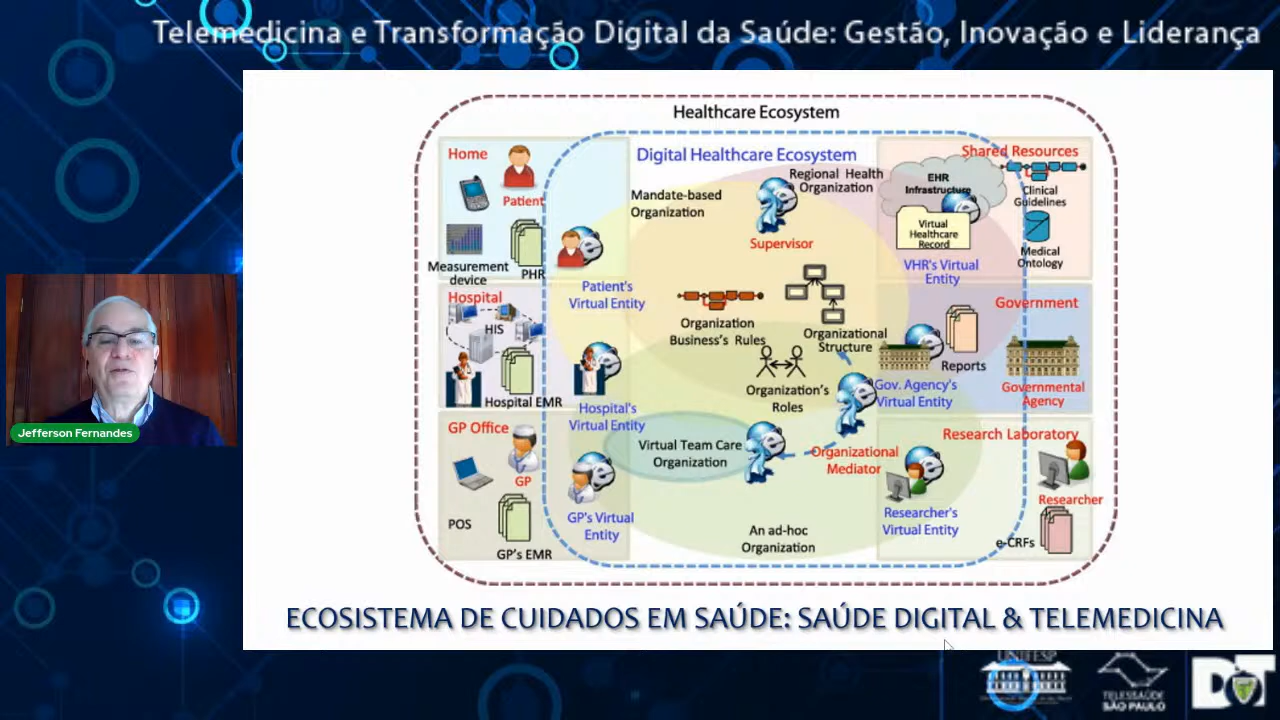 Telemedicina e Transformação Digital da Saúde: Gestão, Inovação e Liderança
Healthcare Ecosystem
Digital Healthcare Ecosystem
Home
Patient
Measurement
device
PHR
Patient's
Virtual Entity
Mandate-based
Organization
Regional Health
Organization
Supervisor
Shared Resources
EHR
Infrastructure
Virtual
Healthcare
Record
Clinical
Guidelines
Medical
Ontology
VHR's Virtual
Entity
Hospital
HIS
Hospital EMR
Hospital's
Virtual Entity
Organization
Business's Rules
Organizational
Structure
Organization's
Roles
Government
Reports
Gov. Agency's
Virtual Entity
Governmental
Agency
GP Office
GP
POS
GP's EMR
GP's Virtual
Entity
Virtual Team Care
Organization
Organizational
Mediator
An ad-hoc
Organization
Research Laboratory
Researcher
Researcher's
Virtual Entity
e-CRFs
Jefferson Fernandes
ECOSISTEMA DE CUIDADOS EM SAÚDE: SAÚDE DIGITAL & TELEMEDICINA
UNIFESP
TELESSAÚDE
SÃO PAULO
DT